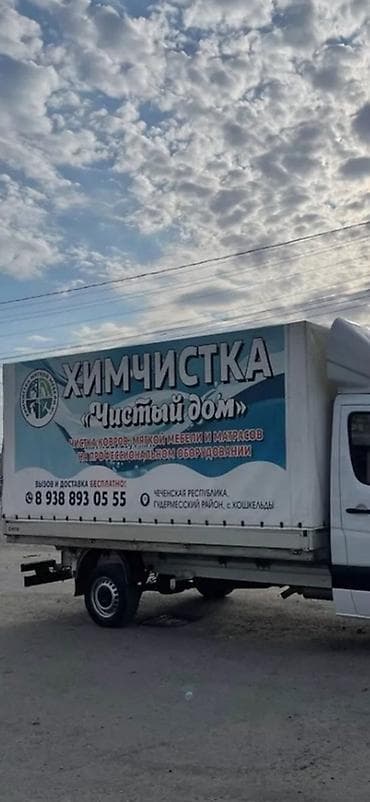 ХИМЧИСТКА
«Чистый дом»
ЧИСТКА КОВРОВ, МЯГКОЙ МЕБЕЛИ И МАТРАСОВ
НА ПРОФЕССИОНАЛЬНОМ ОБОРУДОВАНИИ
ВЫЗОВ И ДОСТАВКА БЕСПЛАТНО!
8 938 893 05 55
ЧЕЧЕНСКАЯ РЕСПУБЛИКА,
ГУДЕРМЕССКИЙ РАЙОН, с. КОШКЕЛЬДЫ